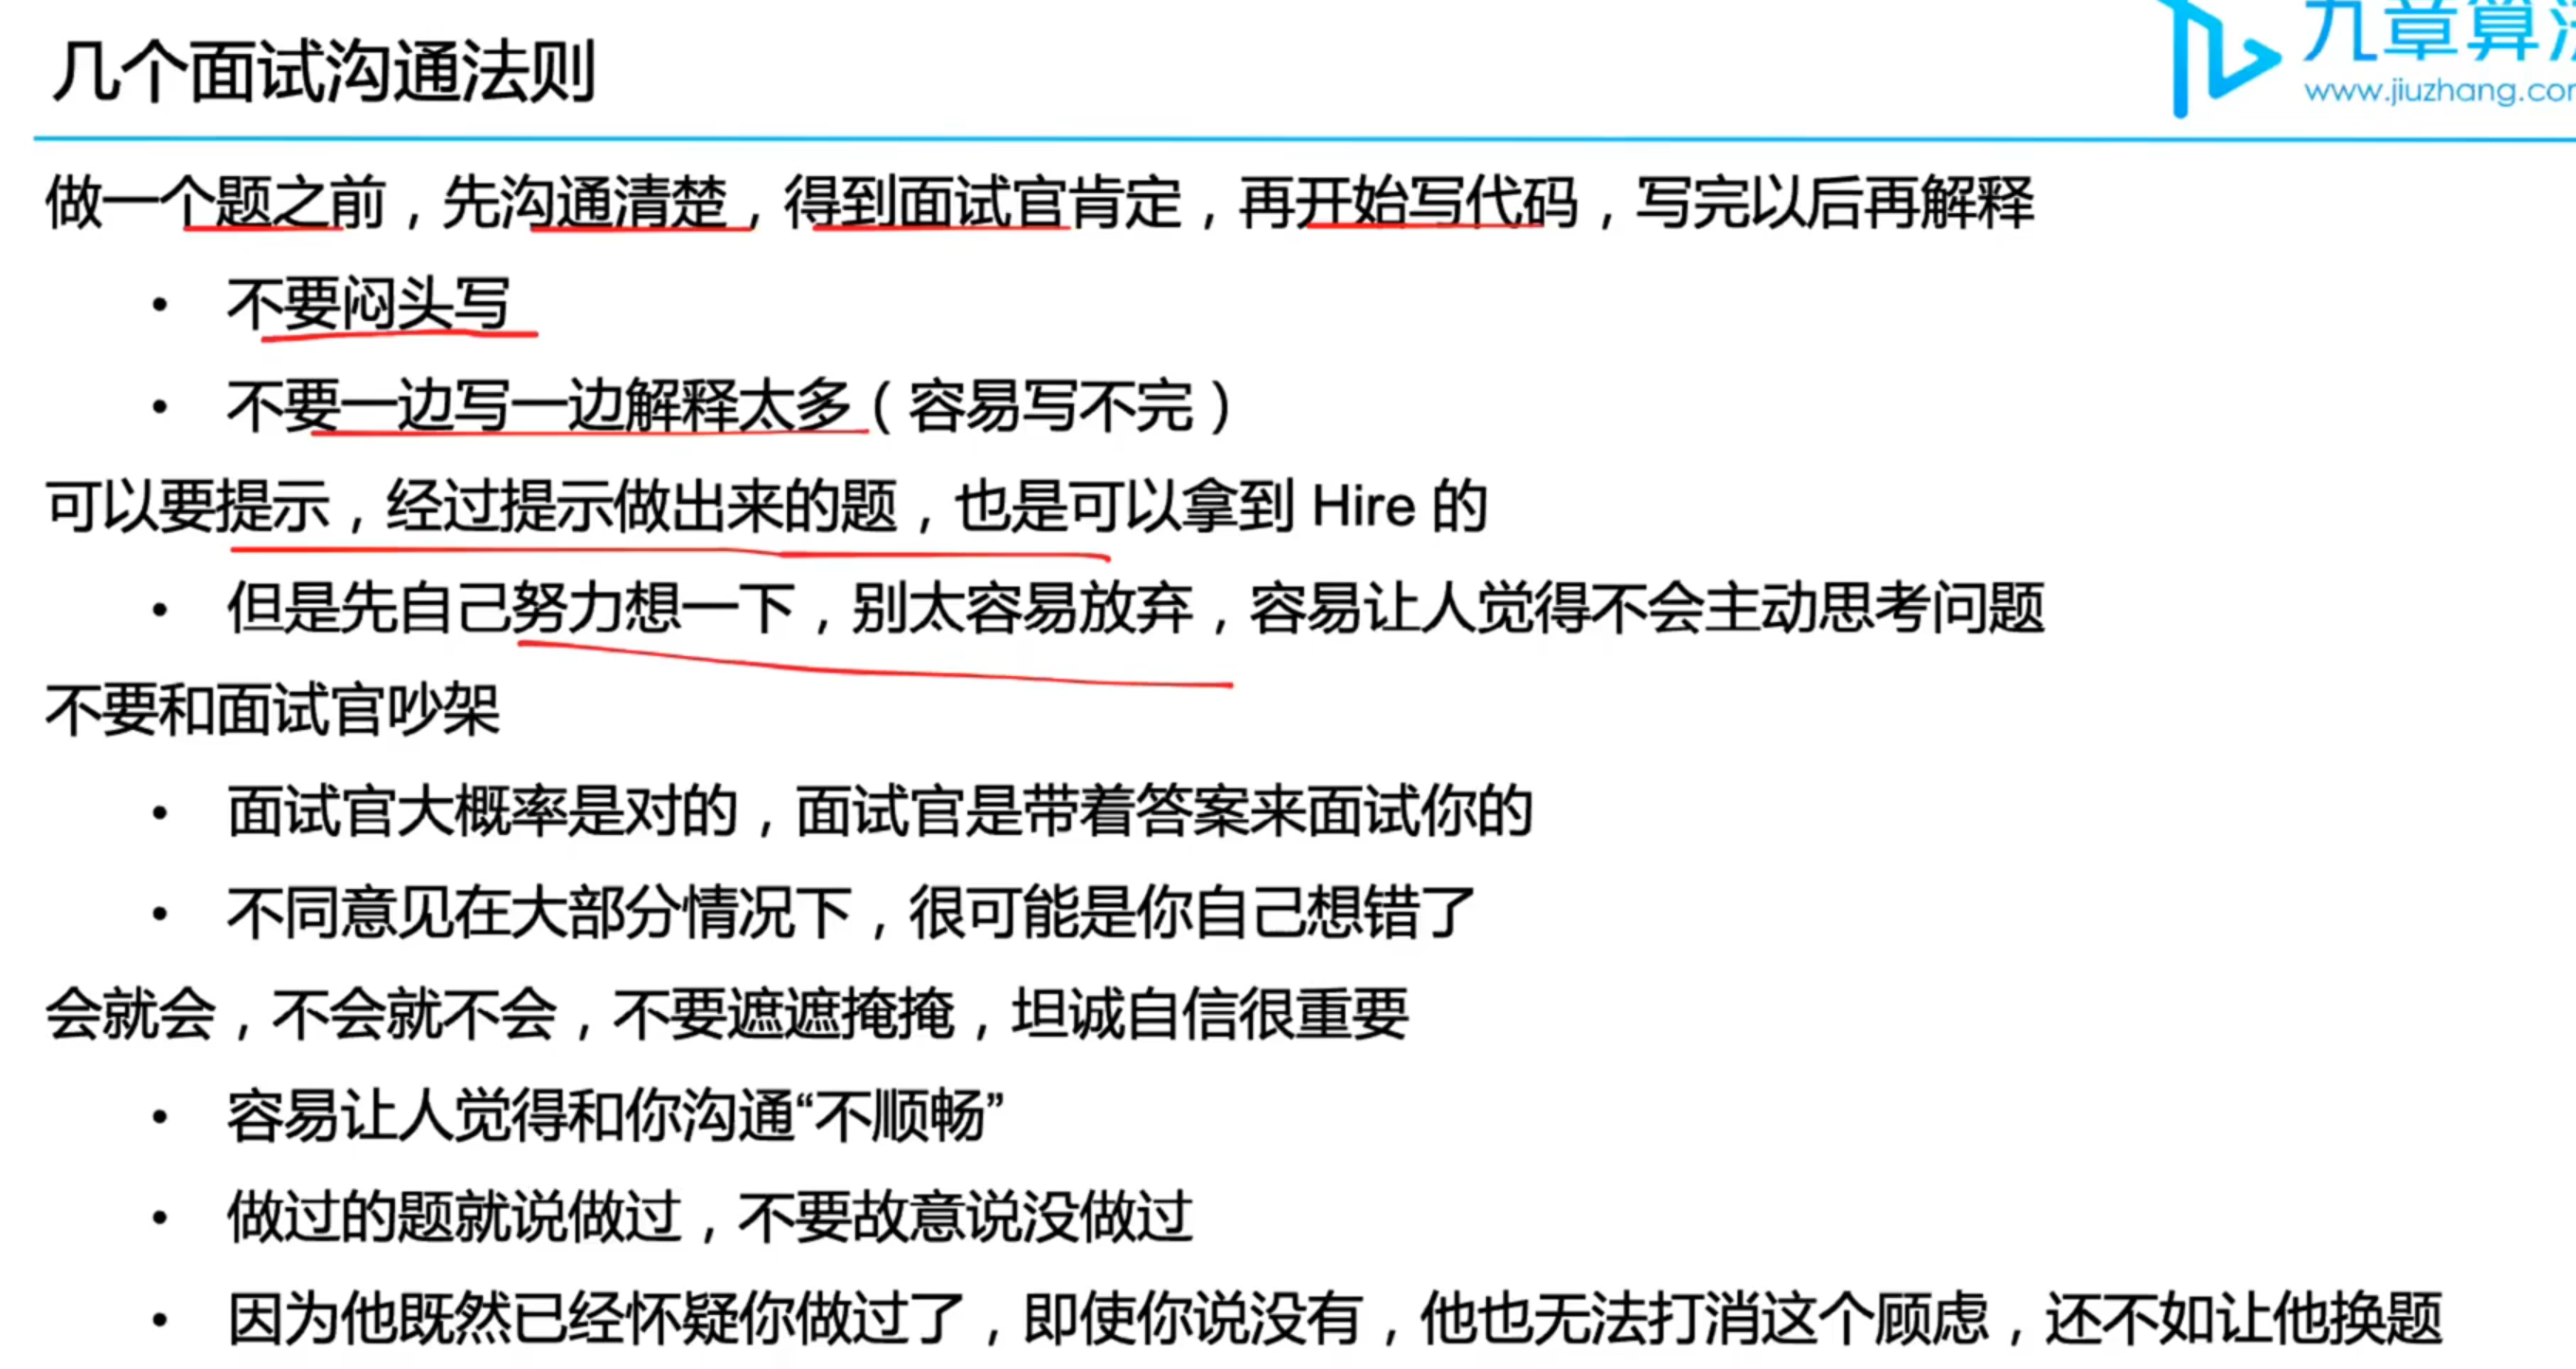 几个面试沟通法则
九章算
www.jiuzhang.co
做一个题之前，先沟通清楚，得到面试官肯定，再开始写代码，写完以后再解释
• 不要闷头写
• 不要一边写一边解释太多（容易写不完）
可以要提示，经过提示做出来的题，也是可以拿到 Hire 的
• 但是先自己努力想一下，别太容易放弃，容易让人觉得不会主动思考问题
不要和面试官吵架
• 面试官大概率是对的，面试官是带着答案来面试你的
• 不同意见在大部分情况下，很可能是你自己想错了
会就会，不会就不会，不要遮遮掩掩，坦诚自信很重要
• 容易让人觉得和你沟通“不顺畅”
• 做过的题就说做过，不要故意说没做过
• 因为他既然已经怀疑你做过了，即使你说没有，他也无法打消这个顾虑，还不如让他换题